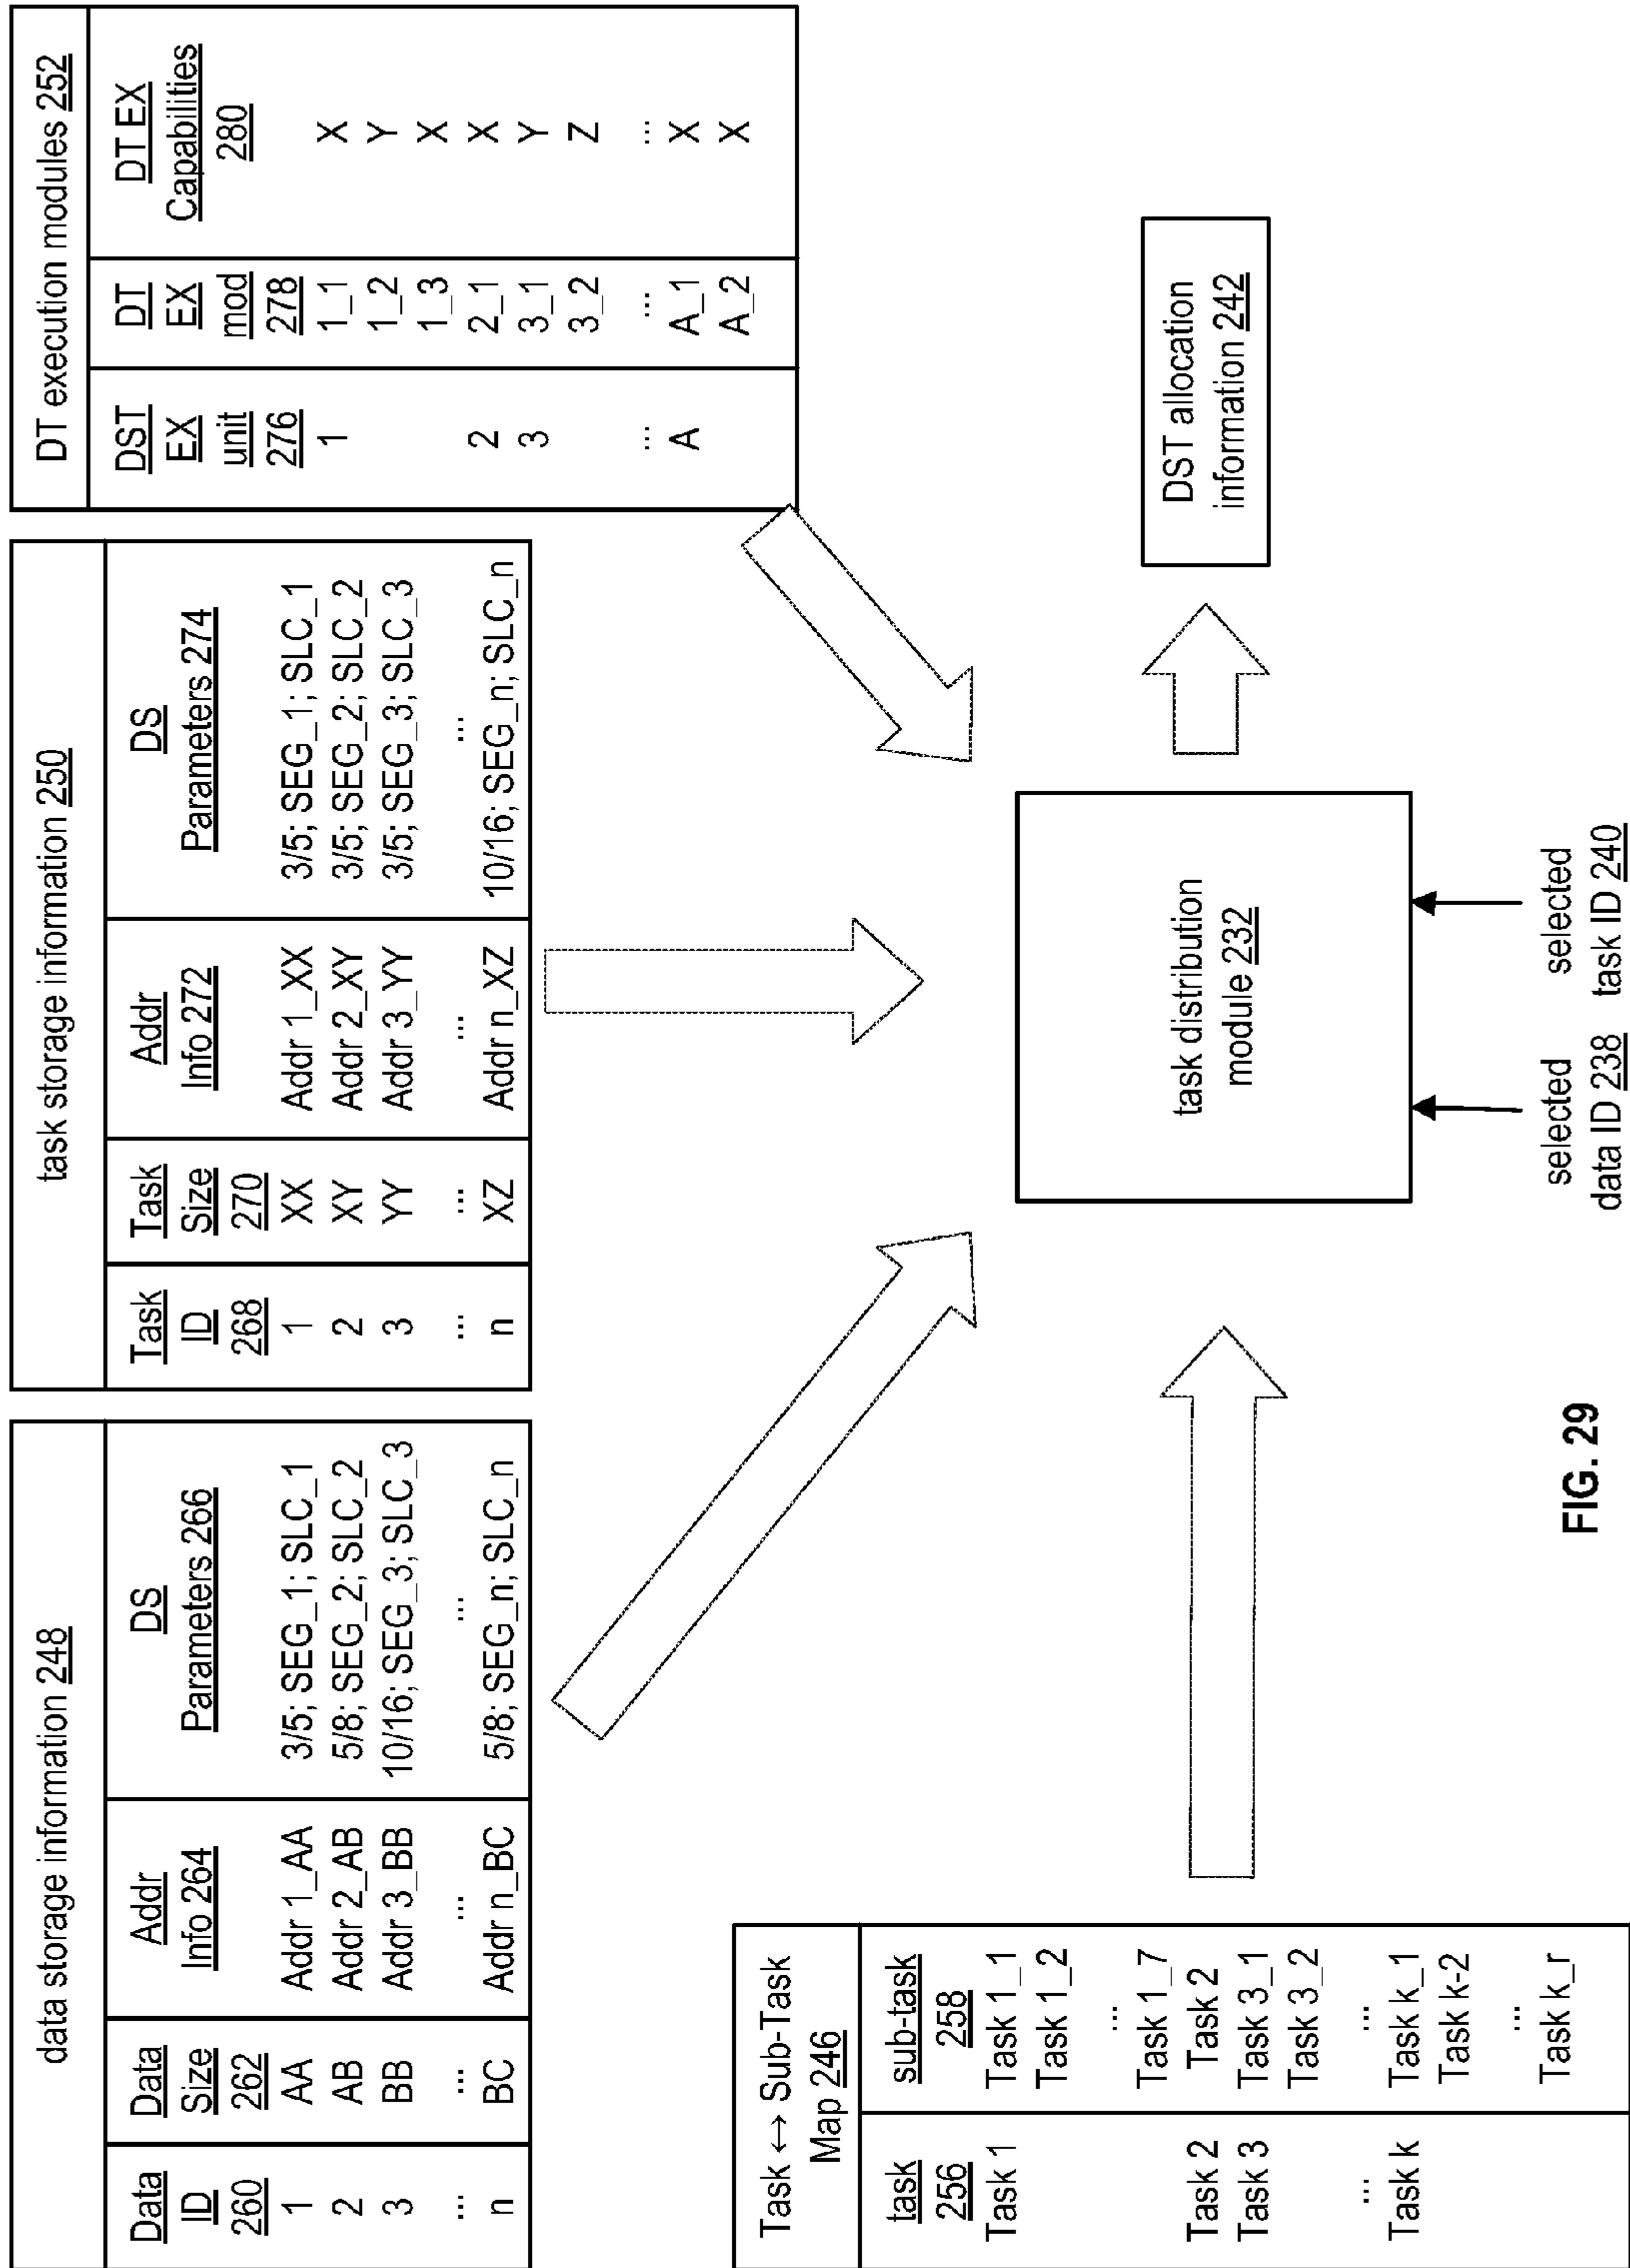 data storage information 248
Data ID 260 Data Size 262 Addr Info 264 DS Parameters 266
1 AA Addr 1_AA 3/5; SEG_1; SLC_1
2 AB Addr 2_AB 5/8; SEG_2; SLC_2
3 BB Addr 3_BB 10/16; SEG_3; SLC_3
... ... ... ...
n BC Addr n_BC 5/8; SEG_n; SLC_n
task storage information 250
Task ID 268 Task Size 270 Addr Info 272 DS Parameters 274
1 XX Addr 1_XX 3/5; SEG_1; SLC_1
2 XY Addr 2_XY 3/5; SEG_2; SLC_2
3 YY Addr 3_YY 3/5; SEG_3; SLC_3
... ... ... ...
n XZ Addr n_XZ 10/16; SEG_n; SLC_n
DT execution modules 252
DST EX unit 276 DT EX mod 278 DT EX Capabilities 280
1 1_1 X
1_2 Y
1_3 X
2 2_1 X
3 3_1 Y
3_2 Z
... ... ...
A A_1 X
A_2 X
Task ↔ Sub-Task
Map 246
task 256 sub-task 258
Task 1 Task 1_1
Task 1_2
...
Task 1_7
Task 2 Task 2
Task 3 Task 3_1
Task 3_2
... ...
Task k Task k_1
Task k-2
...
Task k_r
task distribution
module 232
DST allocation
information 242
selected
data ID 238
selected
task ID 240
FIG. 29